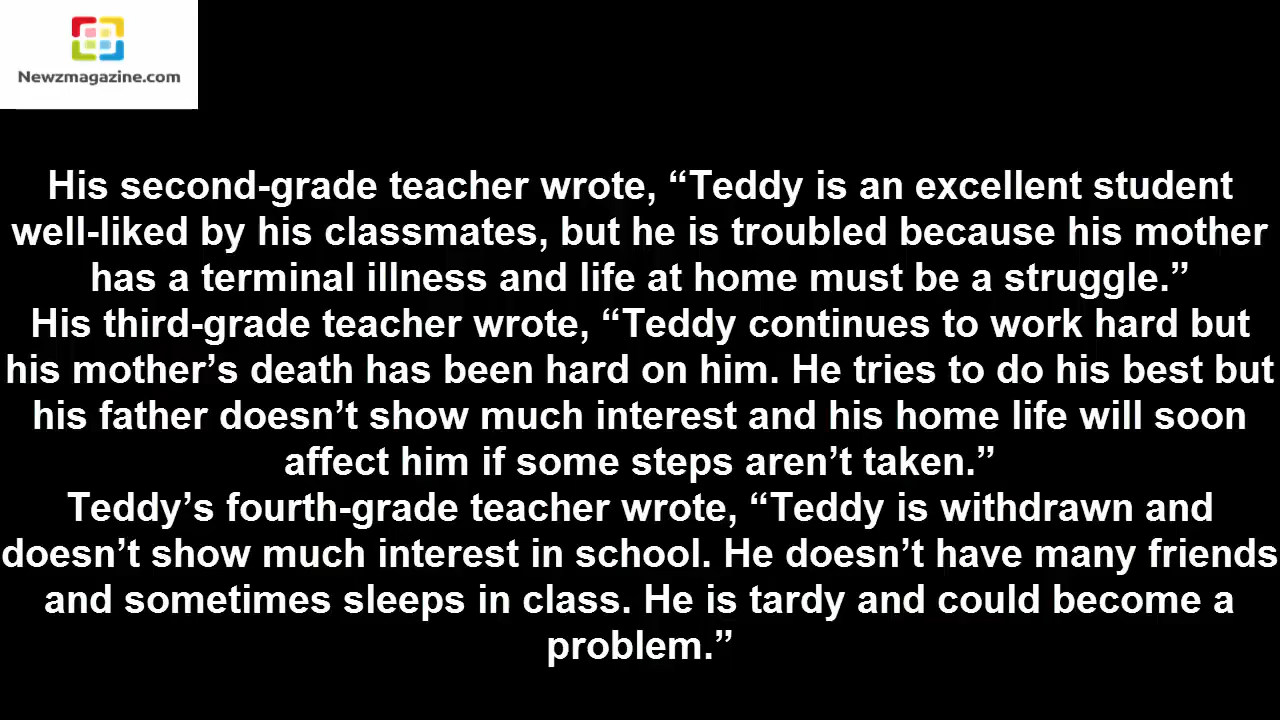 Newzmagazine.com
His second-grade teacher wrote, “Teddy is an excellent student
well-liked by his classmates, but he is troubled because his mother
has a terminal illness and life at home must be a struggle.”
His third-grade teacher wrote, “Teddy continues to work hard but
his mother’s death has been hard on him. He tries to do his best but
his father doesn’t show much interest and his home life will soon
affect him if some steps aren’t taken.”
Teddy’s fourth-grade teacher wrote, “Teddy is withdrawn and
doesn’t show much interest in school. He doesn’t have many friends
and sometimes sleeps in class. He is tardy and could become a
problem.”